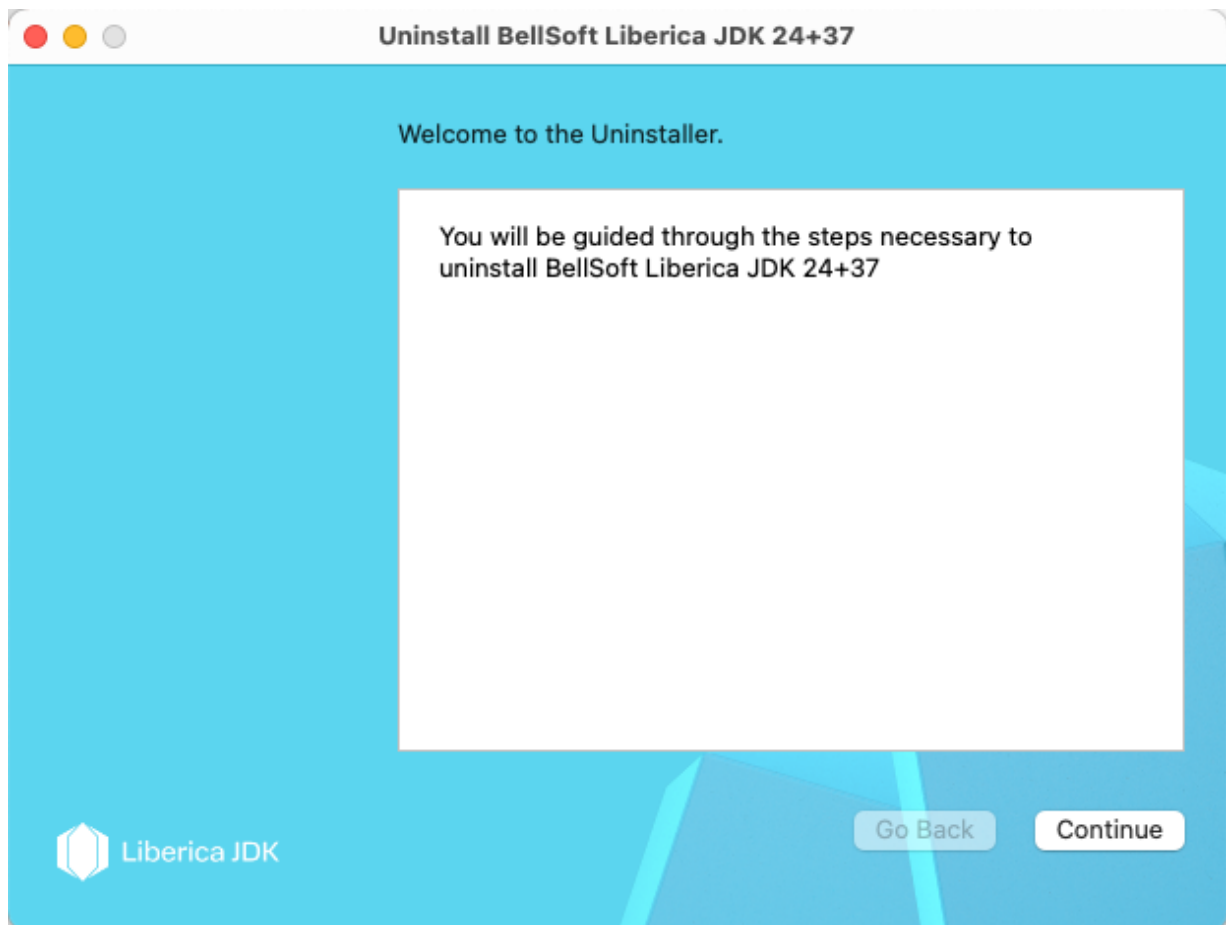 Uninstall BellSoft Liberica JDK 24+37
Welcome to the Uninstaller.
You will be guided through the steps necessary to
uninstall BellSoft Liberica JDK 24+37
Go Back
Continue
Liberica JDK